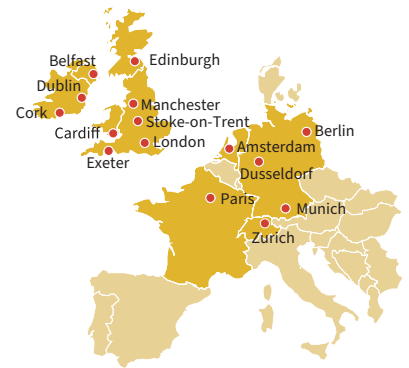 Belfast
Edinburgh
Dublin
Manchester
Cork
Stoke-on-Trent
Cardiff
London
Exeter
Berlin
Amsterdam
Dusseldorf
Paris
Munich
Zurich